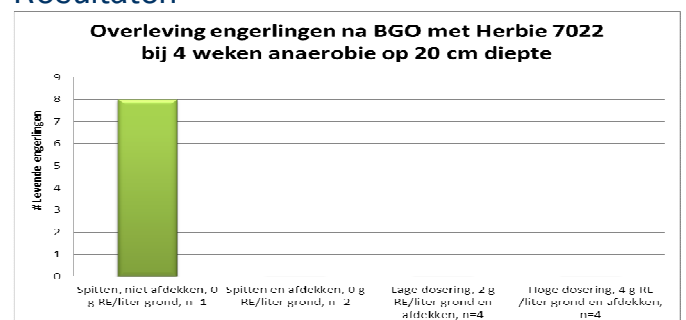 Resultaten
Overleving engerlingen na BGO met Herbie 7022
bij 4 weken anaerobie op 20 cm diepte
# Levende engerlingen
9
8
7
6
5
4
3
2
1
0
Spitten, niet afdekken, 0
g RE/liter grond, n=1
Spitten en afdekken, 0 g
RE/liter grond, n=2
Lage dosering, 2 g
RE/liter grond en
afdekken, n=4
Hoge dosering, 4 g RE
/liter grond en afdekken,
n=4